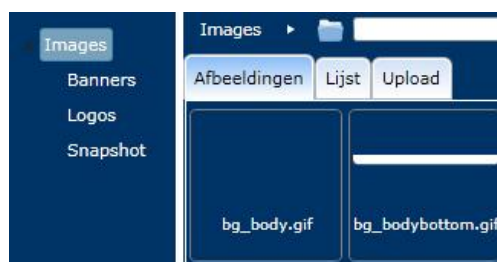 Images
Banners
Logos
Snapshot
Images
Afbeeldingen Lijst Upload
bg_body.gif bg_bodybottom.gif